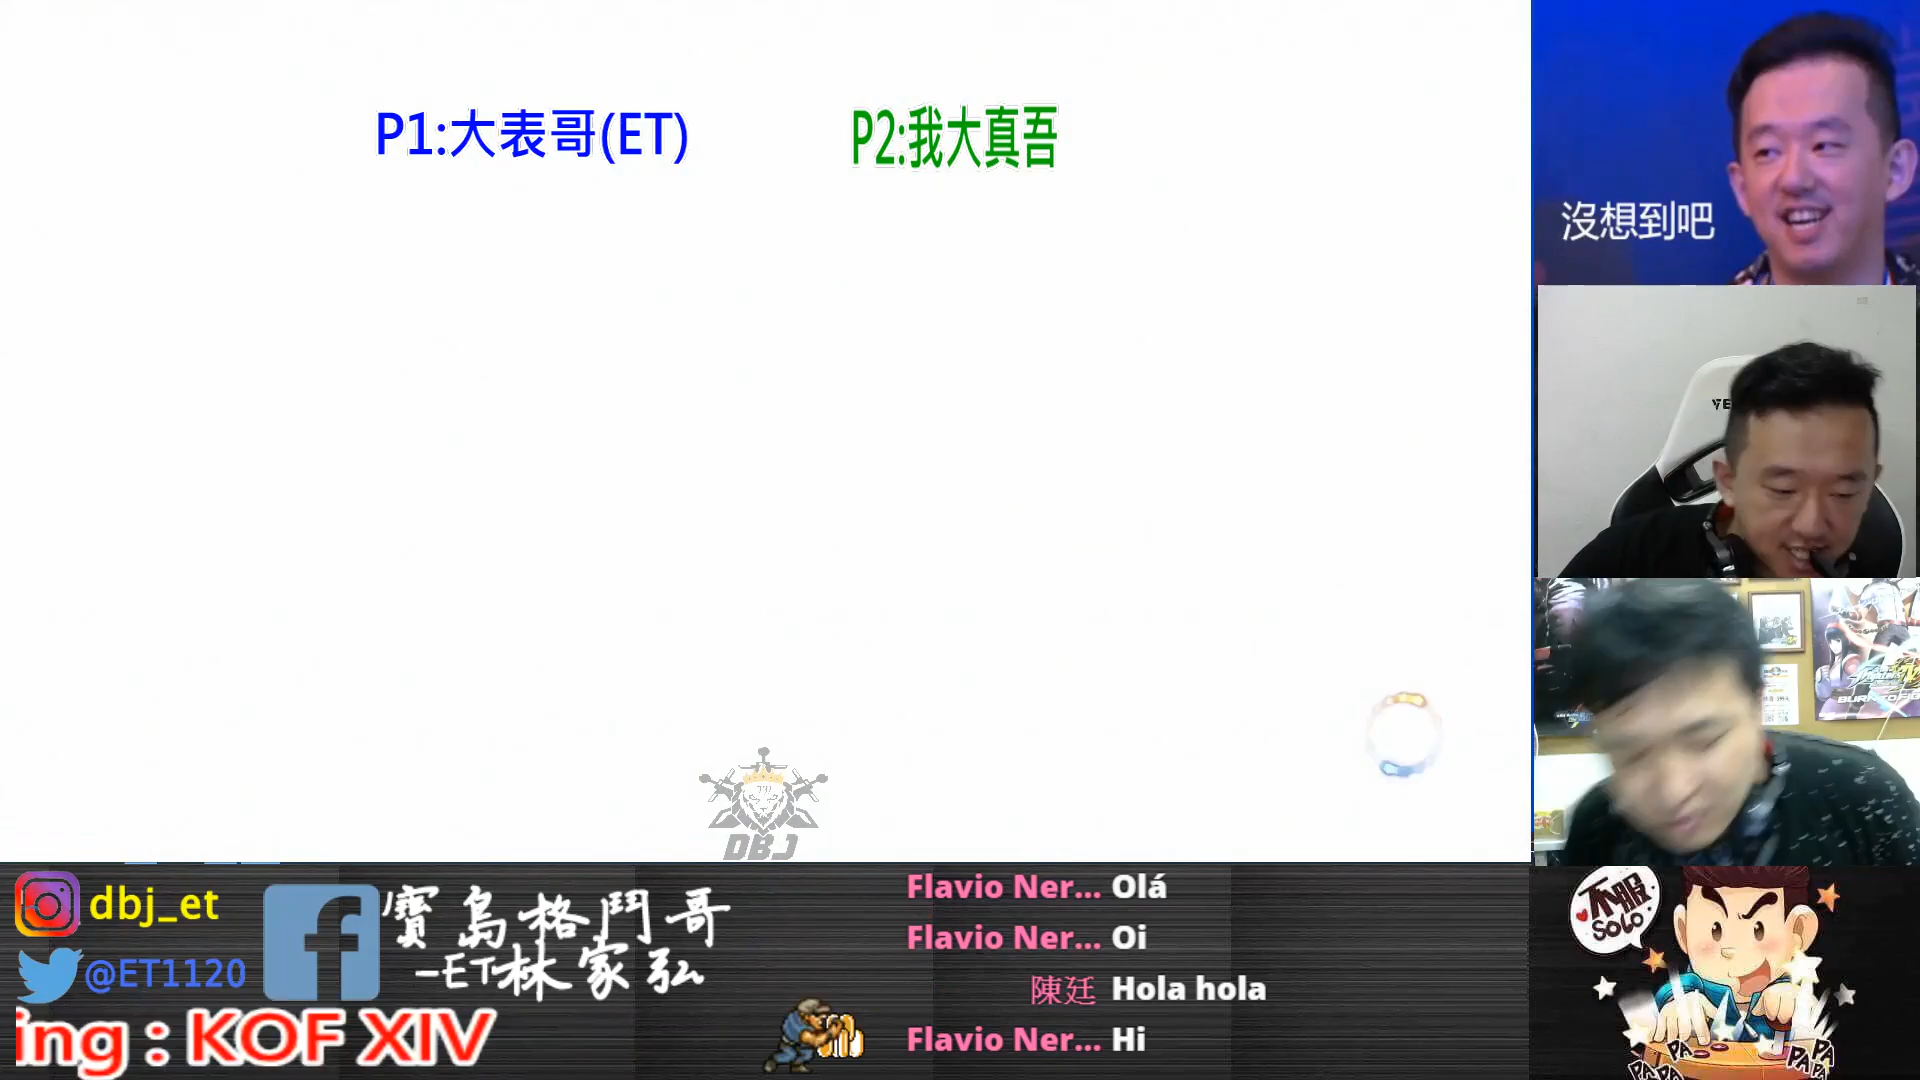 P1:大表哥(ET)
P2:我大真吾
沒想到吧
DBJ
dbj_et
@ET1120
寶島格鬥哥
-ET林家弘
ing : KOF XIV
Flavio Ner... Olá
Flavio Ner... Oi
陳廷 Hola hola
Flavio Ner... Hi
不服
SOLO
PA
PAPA
PA
PA